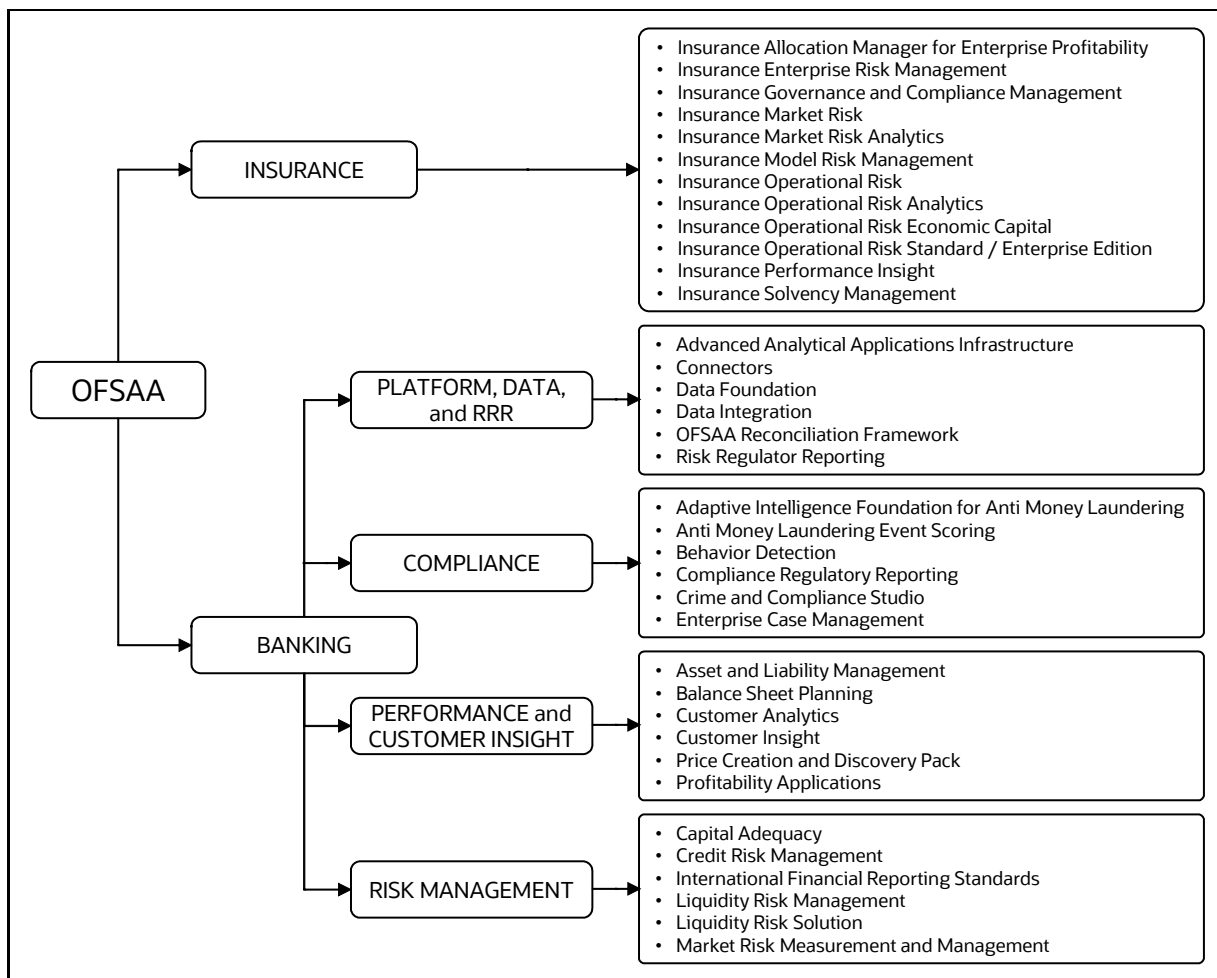 OFSAA
INSURANCE
• Insurance Allocation Manager for Enterprise Profitability
• Insurance Enterprise Risk Management
• Insurance Governance and Compliance Management
• Insurance Market Risk
• Insurance Market Risk Analytics
• Insurance Model Risk Management
• Insurance Operational Risk
• Insurance Operational Risk Analytics
• Insurance Operational Risk Economic Capital
• Insurance Operational Risk Standard / Enterprise Edition
• Insurance Performance Insight
• Insurance Solvency Management
BANKING
PLATFORM, DATA,
and RRR
• Advanced Analytical Applications Infrastructure
• Connectors
• Data Foundation
• Data Integration
• OFSAA Reconciliation Framework
• Risk Regulator Reporting
COMPLIANCE
• Adaptive Intelligence Foundation for Anti Money Laundering
• Anti Money Laundering Event Scoring
• Behavior Detection
• Compliance Regulatory Reporting
• Crime and Compliance Studio
• Enterprise Case Management
PERFORMANCE and
CUSTOMER INSIGHT
• Asset and Liability Management
• Balance Sheet Planning
• Customer Analytics
• Customer Insight
• Price Creation and Discovery Pack
• Profitability Applications
RISK MANAGEMENT
• Capital Adequacy
• Credit Risk Management
• International Financial Reporting Standards
• Liquidity Risk Management
• Liquidity Risk Solution
• Market Risk Measurement and Management